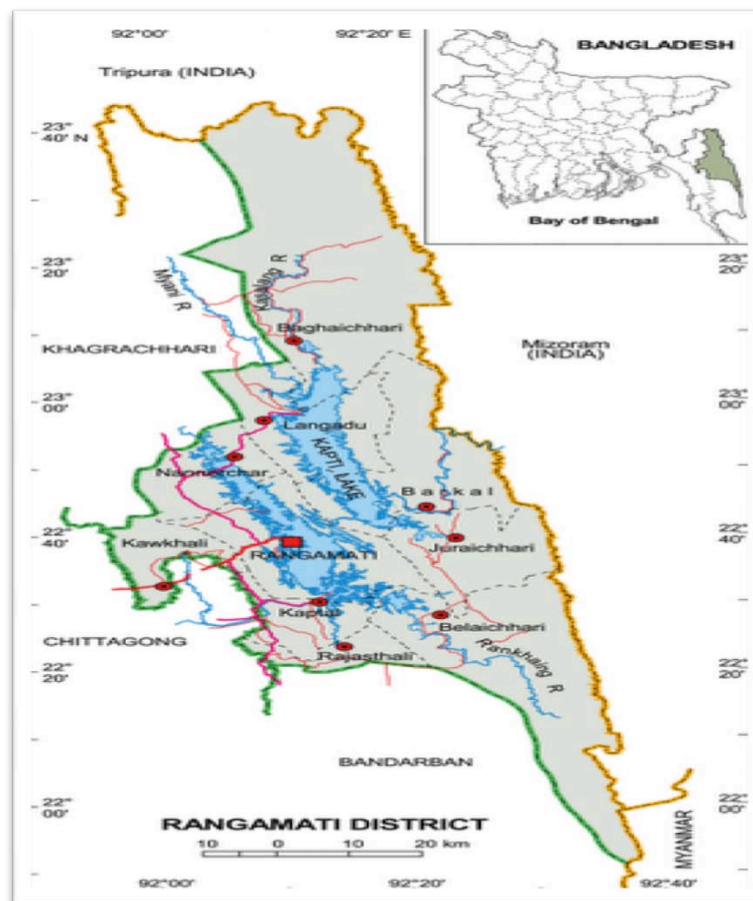 92° 00'
92° 20' E
BANGLADESH
Tripura (INDIA)
23°
40' N
Bay of Bengal
23°
20'
23°
20'
Myani R
Kajalang R
Baghaichhari
KHAGRACHHARI
Mizoram
(INDIA)
23°
00'
23°
00'
Langadu
KAPTI, LAKE
Naoniarchar
Barkal
22°
40'
22°
40'
Kawkhali
RANGAMATI
Juraichhari
Kaptai
Belaichhari
CHITTAGONG
Rajasthali
Rainkhaing R
22°
20'
22°
20'
BANDARBAN
22°
00'
22°
00'
RANGAMATI DISTRICT
10 0 10 20 km
MYANMAR
92° 00'
92° 20'
92° 40'